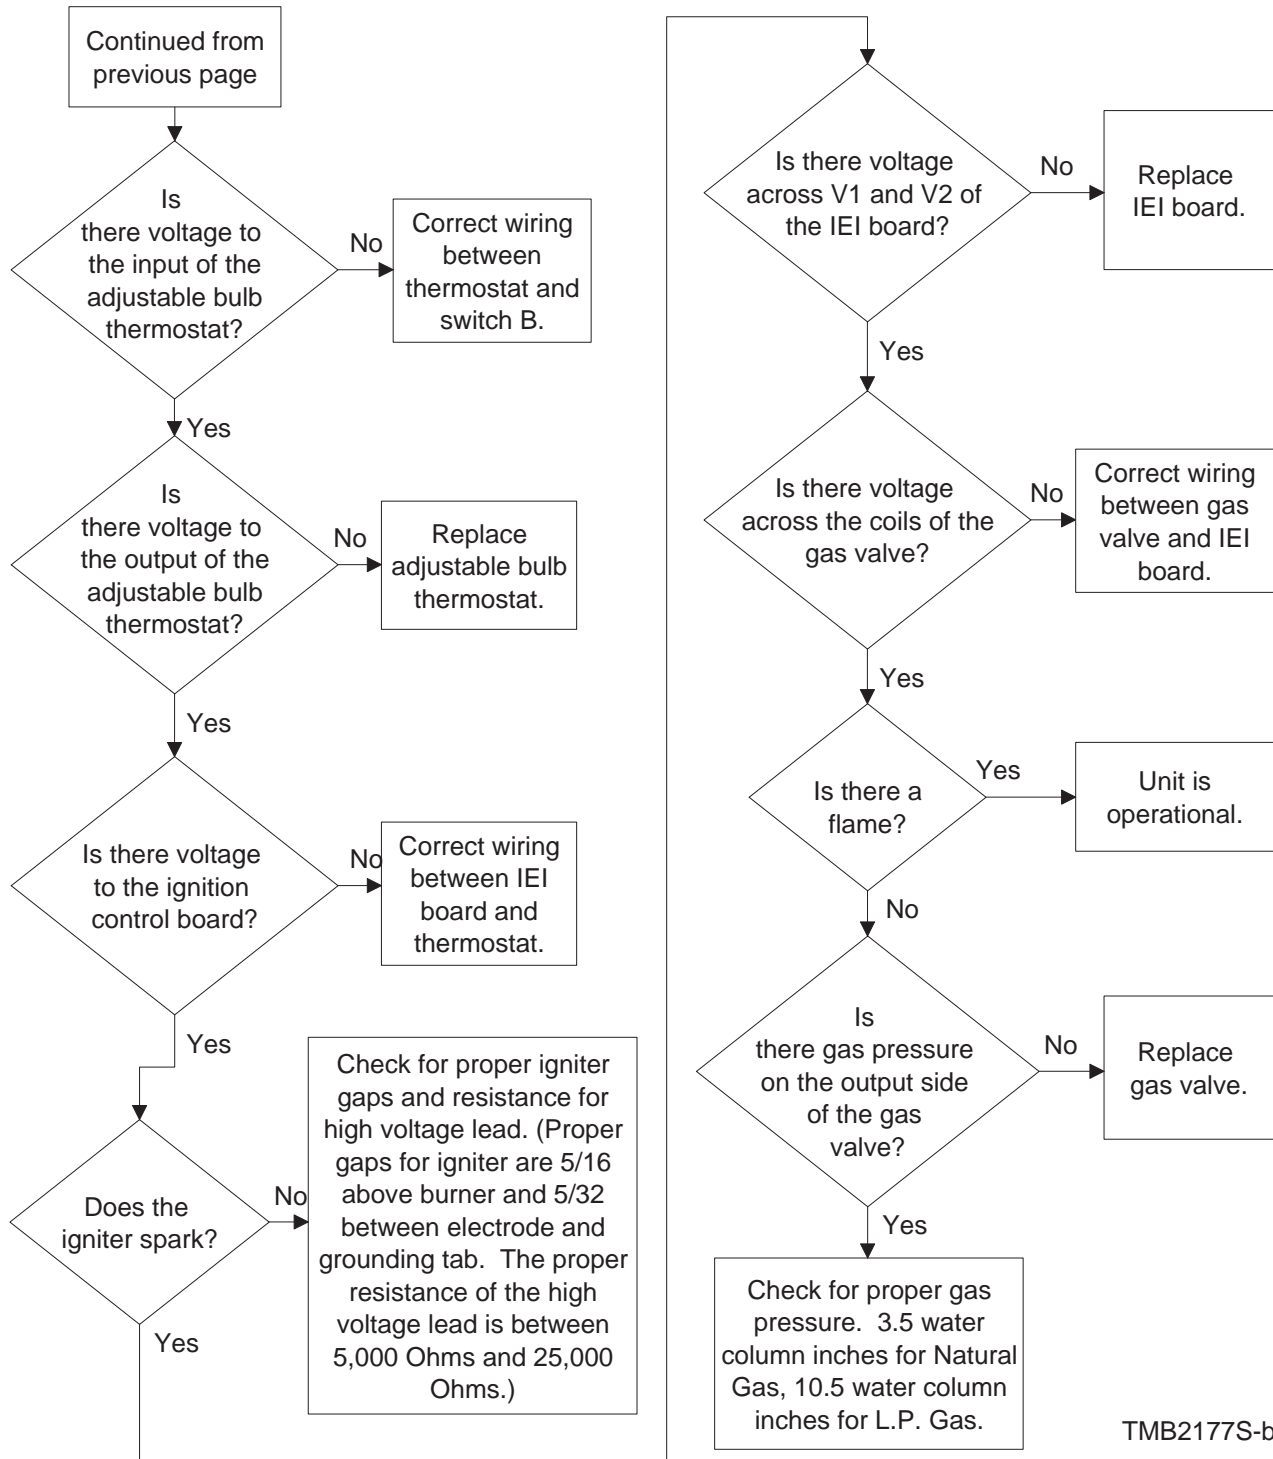 Continued from
previous page
Is
there voltage to
the input of the
adjustable bulb
thermostat?
No
Correct wiring
between
thermostat and
switch B.
Yes
Is
there voltage to
the output of the
adjustable bulb
thermostat?
No
Replace
adjustable bulb
thermostat.
Yes
Is there voltage
to the ignition
control board?
No
Correct wiring
between IEI
board and
thermostat.
Yes
Does the
igniter spark?
No
Check for proper igniter
gaps and resistance for
high voltage lead. (Proper
gaps for igniter are 5/16
above burner and 5/32
between electrode and
grounding tab.  The proper
resistance of the high
voltage lead is between
5,000 Ohms and 25,000
Ohms.)
Yes
Is there voltage
across V1 and V2 of
the IEI board?
No
Replace
IEI board.
Yes
Is there voltage
across the coils of the
gas valve?
No
Correct wiring
between gas
valve and IEI
board.
Yes
Is there a
flame?
Yes
Unit is
operational.
No
Is
there gas pressure
on the output side
of the gas
valve?
No
Replace
gas valve.
Yes
Check for proper gas
pressure.  3.5 water
column inches for Natural
Gas, 10.5 water column
inches for L.P. Gas.
TMB2177S-b